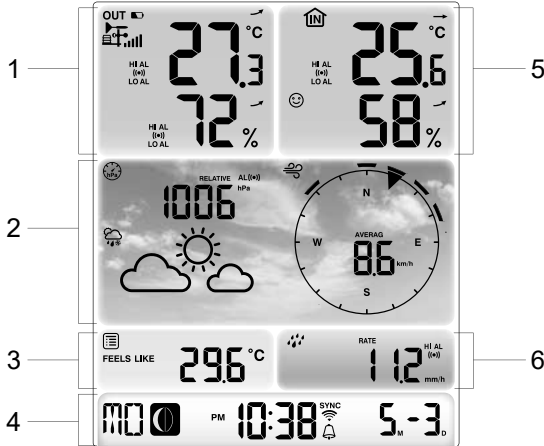 OUT
27.3 °C
HI AL
((•))
LO AL
72 %
HI AL
((•))
LO AL
IN
25.6 °C
HI AL
((•))
LO AL
58 %
1
5
hPa
RELATIVE AL((•))
1006 hPa
N
W
E
S
AVERAG
8.6 km/h
2
FEELS LIKE 29.6 °C
3
RATE HI AL
((•))
11.2 mm/h
6
MO PM 10:38 SYNC 5M-3D
4